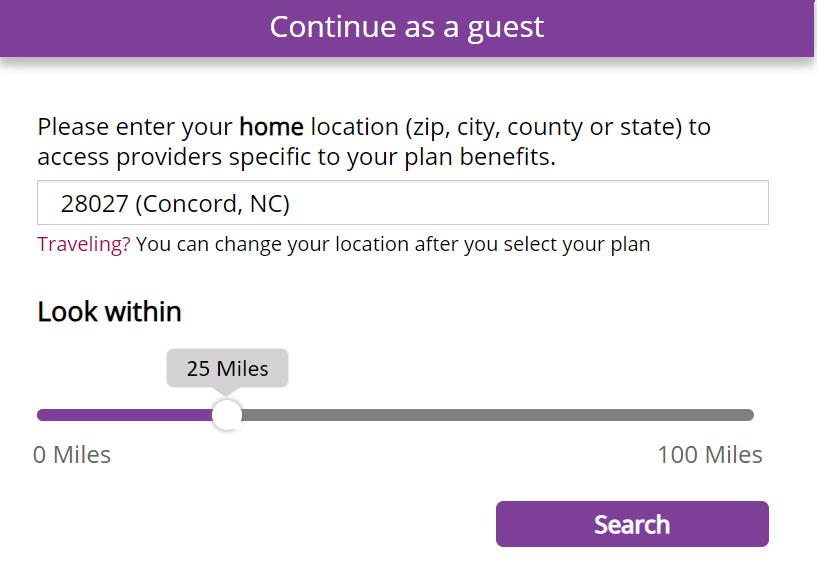 Continue as a guest
Please enter your home location (zip, city, county or state) to
access providers specific to your plan benefits.
28027 (Concord, NC)
Traveling? You can change your location after you select your plan
Look within
25 Miles
0 Miles
100 Miles
Search